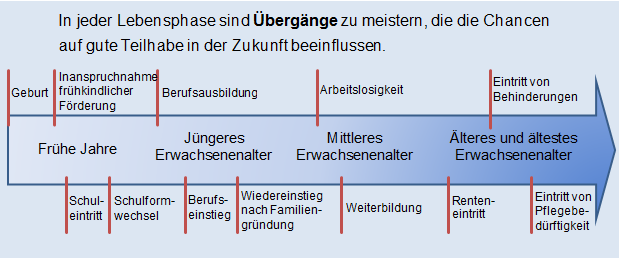 In jeder Lebensphase sind Übergänge zu meistern, die die Chancen
auf gute Teilhabe in der Zukunft beeinflussen.
Geburt
Inanspruchnahme
frühkindlicher
Förderung
Berufsausbildung
Arbeitslosigkeit
Eintritt von
Behinderungen
Frühe Jahre
Jüngeres
Erwachsenenalter
Mittleres
Erwachsenenalter
Älteres und ältestes
Erwachsenenalter
Schul-
eintritt
Schulform-
wechsel
Berufs-
einstieg
Wiedereinstieg
nach Familien-
gründung
Weiterbildung
Renten-
eintritt
Eintritt von
Pflegebe-
dürftigkeit